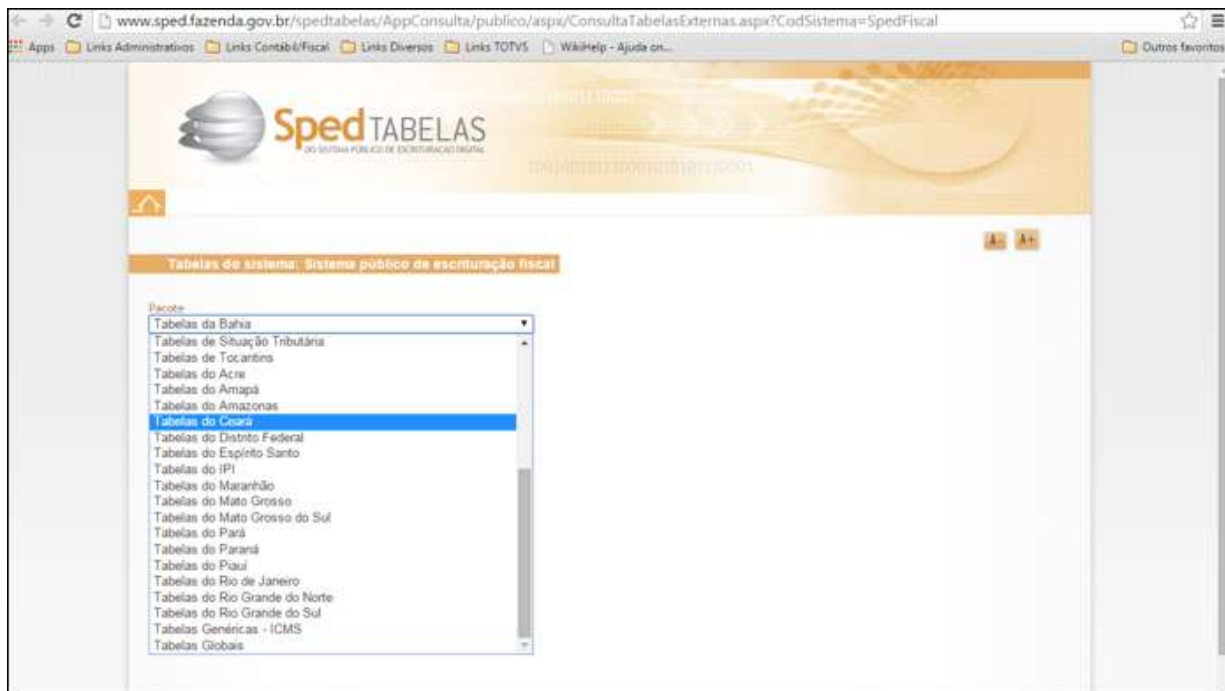 www.sped.fazenda.gov.br/spedtabelas/AppConsulta/publico/aspx/ConsultaTabelasExternas.aspx?CodSistema=SpedFiscal
Apps Links Administrativos Links Contábil/Fiscal Links Diversos Links TOTVS WikiHelp - Ajuda on... Outros favoritos
Sped TABELAS
DO SISTEMA PÚBLICO DE ESCRITURAÇÃO DIGITAL
A- A+
Tabelas do sistema: Sistema público de escrituração fiscal
Pacote
Tabelas da Bahia
Tabelas de Situação Tributária
Tabelas de Tocantins
Tabelas do Acre
Tabelas do Amapá
Tabelas do Amazonas
Tabelas do Ceará
Tabelas do Distrito Federal
Tabelas do Espírito Santo
Tabelas do IPI
Tabelas do Maranhão
Tabelas do Mato Grosso
Tabelas do Mato Grosso do Sul
Tabelas do Pará
Tabelas do Paraná
Tabelas do Piauí
Tabelas do Rio de Janeiro
Tabelas do Rio Grande do Norte
Tabelas do Rio Grande do Sul
Tabelas Genéricas - ICMS
Tabelas Globais